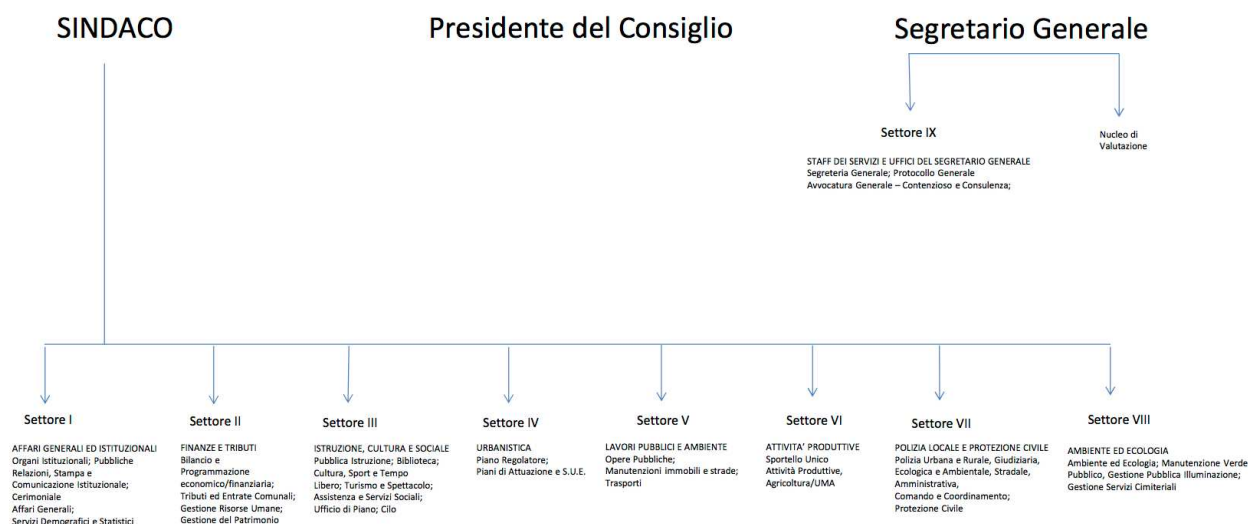 SINDACO
Presidente del Consiglio
Segretario Generale
Settore IX
STAFF DEI SERVIZI E UFFICI DEL SEGRETARIO GENERALE
Segreteria Generale; Protocollo Generale
Avvocatura Generale – Contenzioso e Consulenza;
Nucleo di
Valutazione
Settore I
AFFARI GENERALI ED ISTITUZIONALI
Organi Istituzionali; Pubbliche
Relazioni, Stampa e
Comunicazione Istituzionale;
Cerimoniale
Affari Generali;
Servizi Demografici e Statistici
Settore II
FINANZE E TRIBUTI
Bilancio e
Programmazione
economico/finanziaria;
Tributi ed Entrate Comunali;
Gestione Risorse Umane;
Gestione del Patrimonio
Settore III
ISTRUZIONE, CULTURA E SOCIALE
Pubblica Istruzione; Biblioteca;
Cultura, Sport e Tempo
Libero; Turismo e Spettacolo;
Assistenza e Servizi Sociali;
Ufficio di Piano; Cilo
Settore IV
URBANISTICA
Piano Regolatore;
Piani di Attuazione e S.U.E.
Settore V
LAVORI PUBBLICI E AMBIENTE
Opere Pubbliche;
Manutenzioni immobili e strade;
Trasporti
Settore VI
ATTIVITA' PRODUTTIVE
Sportello Unico
Attività Produttive,
Agricoltura/UMA
Settore VII
POLIZIA LOCALE E PROTEZIONE CIVILE
Polizia Urbana e Rurale, Giudiziaria,
Ecologica e Ambientale, Stradale,
Amministrativa,
Comando e Coordinamento;
Protezione Civile
Settore VIII
AMBIENTE ED ECOLOGIA
Ambiente ed Ecologia; Manutenzione Verde
Pubblico, Gestione Pubblica Illuminazione;
Gestione Servizi Cimiteriali